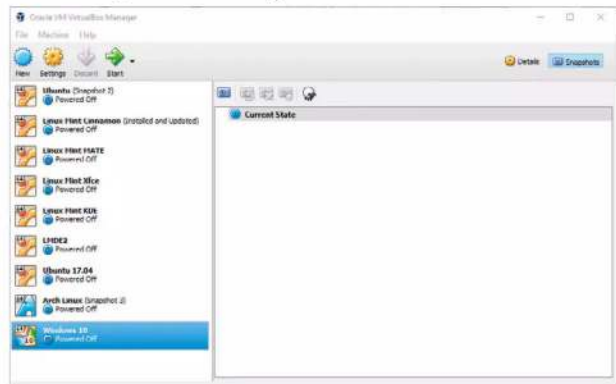 Oracle VM VirtualBox Manager
File Machine Help
New Settings Discard Start
Details Snapshots
Ubuntu (Snapshot 2)
Powered Off
Linux Mint Cinnamon (Installed and Updated)
Powered Off
Linux Mint MATE
Powered Off
Linux Mint Xfce
Powered Off
Linux Mint KDE
Powered Off
LMDE2
Powered Off
Ubuntu 17.04
Powered Off
Arch Linux (Snapshot 2)
Powered Off
Windows 10
Powered Off
Current State